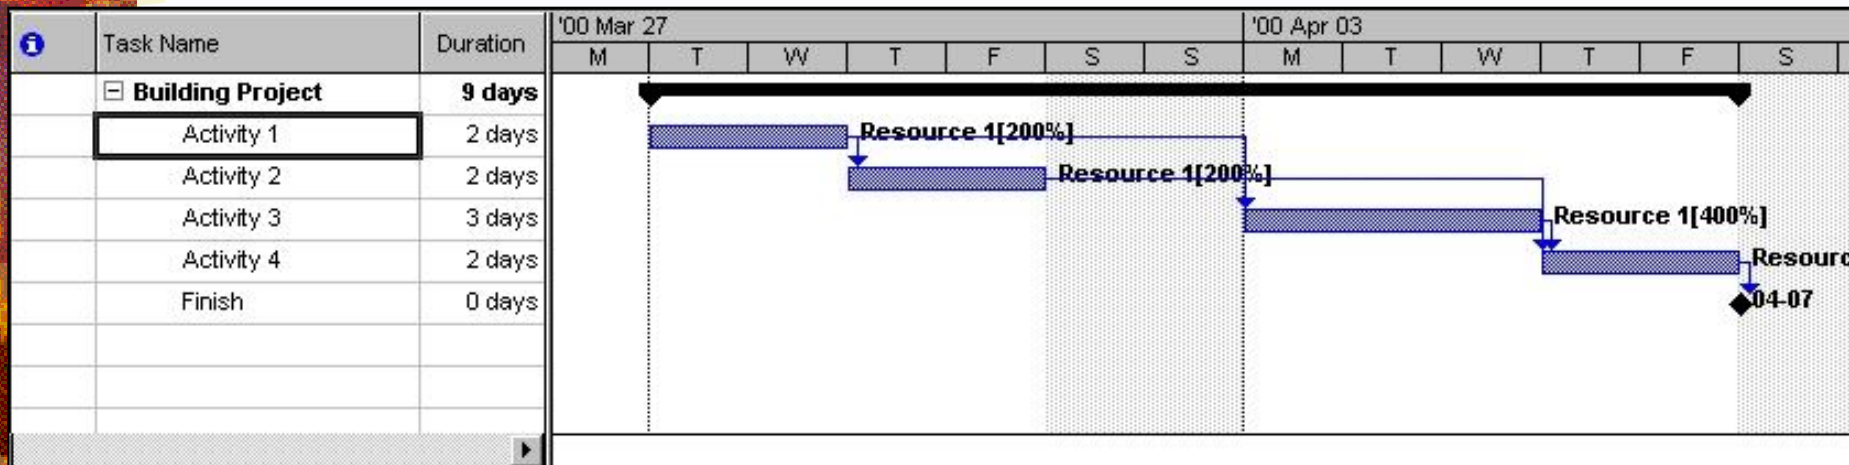 Task Name Duration '00 Mar 27 '00 Apr 03
M T W T F S S M T W T F S
Building Project 9 days
Activity 1 2 days Resource 1[200%]
Activity 2 2 days Resource 1[200%]
Activity 3 3 days Resource 1[400%]
Activity 4 2 days Resourc
Finish 0 days 04-07